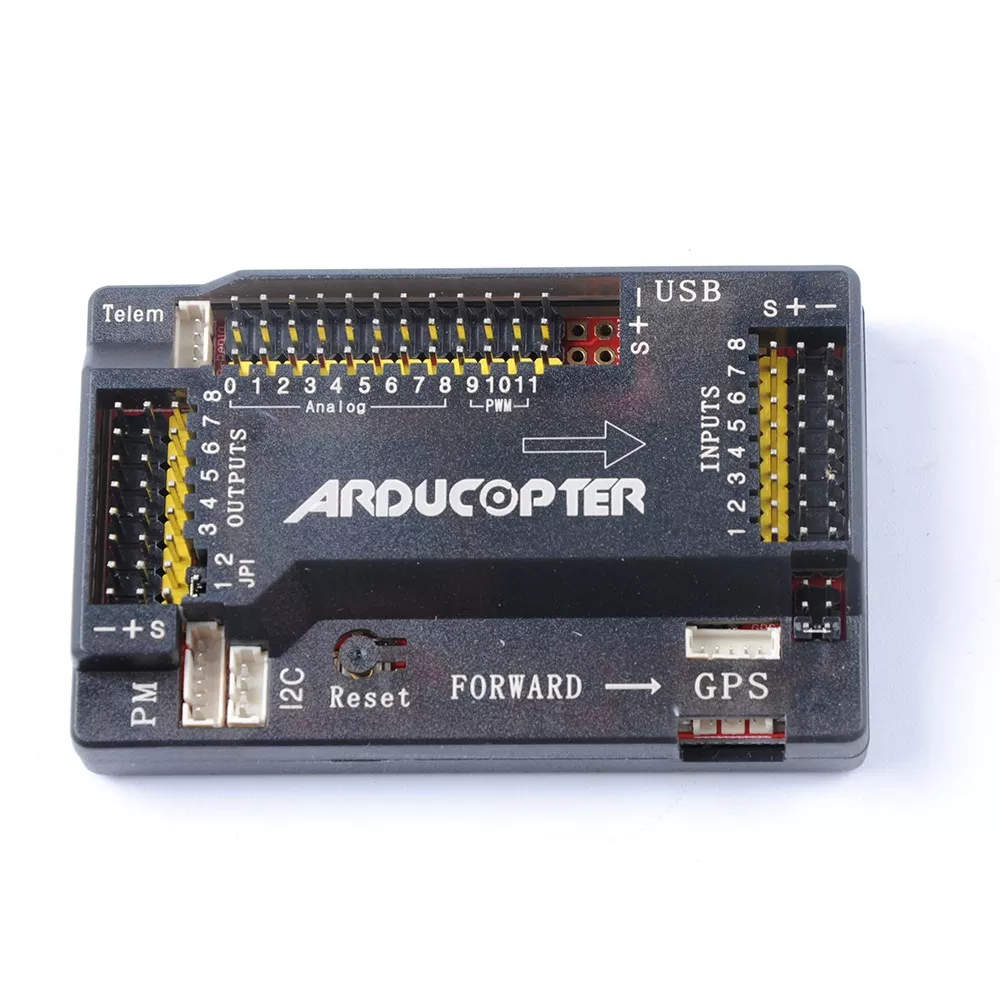 Telem
USB
S + −
S + −
0 1 2 3 4 5 6 7 8 9 10 11
Analog
PWM
8
7
6
5
4
3
2
1
OUTPUTS
JP1
8
7
6
5
4
3
2
1
INPUTS
ARDUCOPTER
− + S
PM
I2C
Reset
FORWARD
GPS